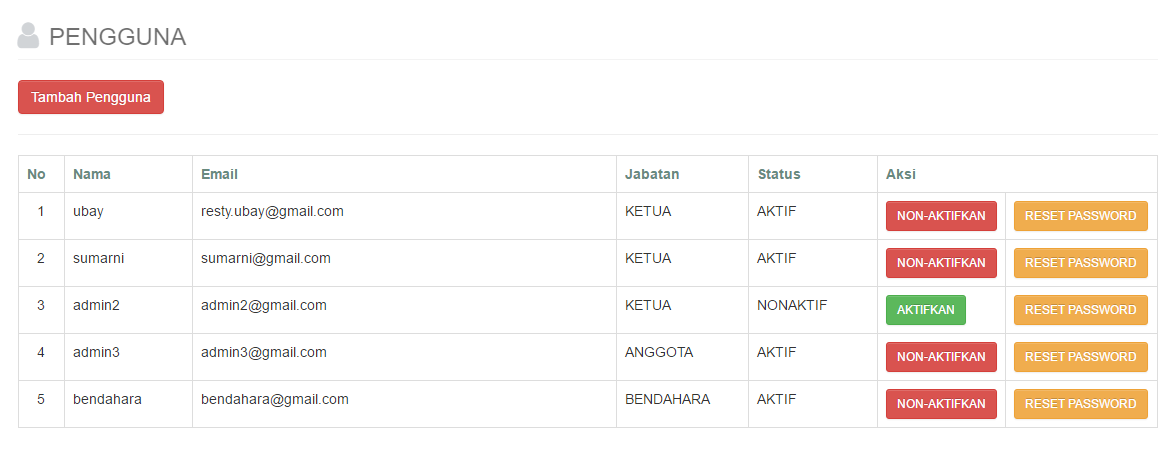 PENGGUNA
Tambah Pengguna
No Nama Email Jabatan Status Aksi
1 ubay resty.ubay@gmail.com KETUA AKTIF NON-AKTIFKAN RESET PASSWORD
2 sumarni sumarni@gmail.com KETUA AKTIF NON-AKTIFKAN RESET PASSWORD
3 admin2 admin2@gmail.com KETUA NONAKTIF AKTIFKAN RESET PASSWORD
4 admin3 admin3@gmail.com ANGGOTA AKTIF NON-AKTIFKAN RESET PASSWORD
5 bendahara bendahara@gmail.com BENDAHARA AKTIF NON-AKTIFKAN RESET PASSWORD